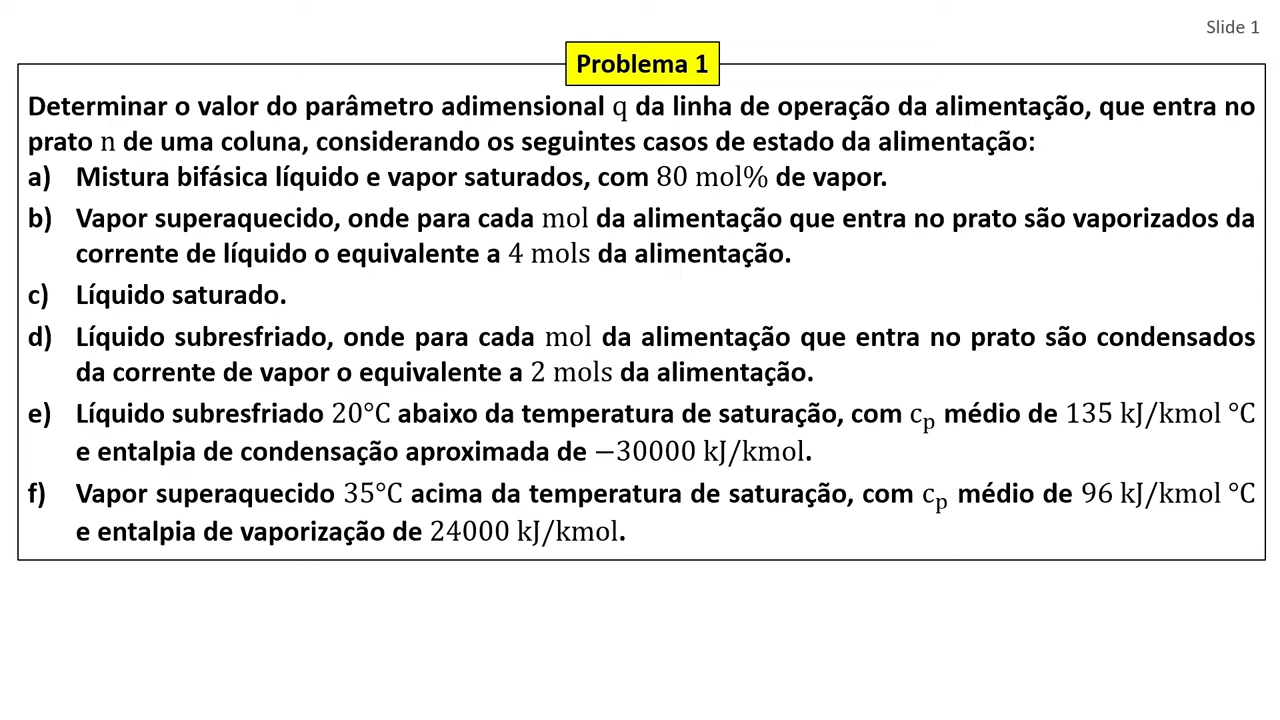 Slide 1
Problema 1
Determinar o valor do parâmetro adimensional q da linha de operação da alimentação, que entra no
prato n de uma coluna, considerando os seguintes casos de estado da alimentação:
a) Mistura bifásica líquido e vapor saturados, com 80 mol% de vapor.
b) Vapor superaquecido, onde para cada mol da alimentação que entra no prato são vaporizados da
corrente de líquido o equivalente a 4 mols da alimentação.
c) Líquido saturado.
d) Líquido subresfriado, onde para cada mol da alimentação que entra no prato são condensados
da corrente de vapor o equivalente a 2 mols da alimentação.
e) Líquido subresfriado 20°C abaixo da temperatura de saturação, com cp médio de 135 kJ/kmol °C
e entalpia de condensação aproximada de −30000 kJ/kmol.
f) Vapor superaquecido 35°C acima da temperatura de saturação, com cp médio de 96 kJ/kmol °C
e entalpia de vaporização de 24000 kJ/kmol.